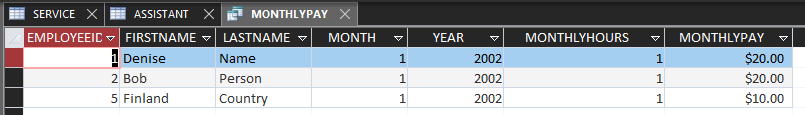 SERVICE ASSISTANT MONTHLYPAY
EMPLOYEEID FIRSTNAME LASTNAME MONTH YEAR MONTHLYHOURS MONTHLYPAY
1 Denise Name 1 2002 1 $20.00
2 Bob Person 1 2002 1 $20.00
5 Finland Country 1 2002 1 $10.00